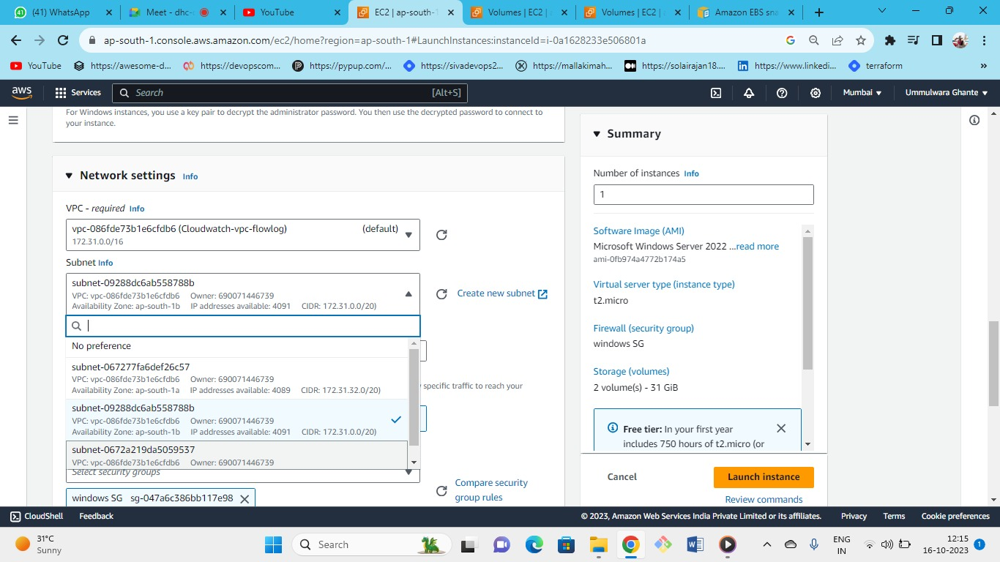 (41) WhatsApp
Meet - dhc-
YouTube
EC2 | ap-south-1
Volumes | EC2 |
Volumes | EC2 |
Amazon EBS sna
ap-south-1.console.aws.amazon.com/ec2/home?region=ap-south-1#LaunchInstances:instanceId=i-0a1628233e506801a
YouTube
https://awesome-d...
https://devopscom...
https://pypup.com/...
https://sivadevops2...
https://mallakimah...
https://solairajan18....
https://www.linkedi...
terraform
aws
Services
Search
[Alt+S]
Mumbai
Ummulwara Ghante
For Windows instances, you use a key pair to decrypt the administrator password. You then use the decrypted password to connect to
your instance.
Network settings Info
VPC - required Info
vpc-086fde73b1e6cfdb6 (Cloudwatch-vpc-flowlog) (default)
172.31.0.0/16
Subnet Info
subnet-09288dc6ab558788b
VPC: vpc-086fde73b1e6cfdb6 Owner: 690071446739
Availability Zone: ap-south-1b IP addresses available: 4091 CIDR: 172.31.0.0/20)
Create new subnet
No preference
subnet-067277fa6def26c57
VPC: vpc-086fde73b1e6cfdb6 Owner: 690071446739
Availability Zone: ap-south-1a IP addresses available: 4089 CIDR: 172.31.32.0/20)
specific traffic to reach your
subnet-09288dc6ab558788b
VPC: vpc-086fde73b1e6cfdb6 Owner: 690071446739
Availability Zone: ap-south-1b IP addresses available: 4091 CIDR: 172.31.0.0/20)
subnet-0672a219da5059537
VPC: vpc-086fde73b1e6cfdb6 Owner: 690071446739
Select security groups
windows SG sg-047a6c386bb117e98
Compare security
group rules
Summary
Number of instances Info
1
Software Image (AMI)
Microsoft Windows Server 2022 ...read more
ami-0fb974a4772b174a5
Virtual server type (instance type)
t2.micro
Firewall (security group)
windows SG
Storage (volumes)
2 volume(s) - 31 GiB
Free tier: In your first year
includes 750 hours of t2.micro (or
Cancel
Launch instance
Review commands
CloudShell
Feedback
© 2023, Amazon Web Services India Private Limited or its affiliates.
Privacy
Terms
Cookie preferences
31°C
Sunny
Search
ENG
IN
12:15
16-10-2023
1